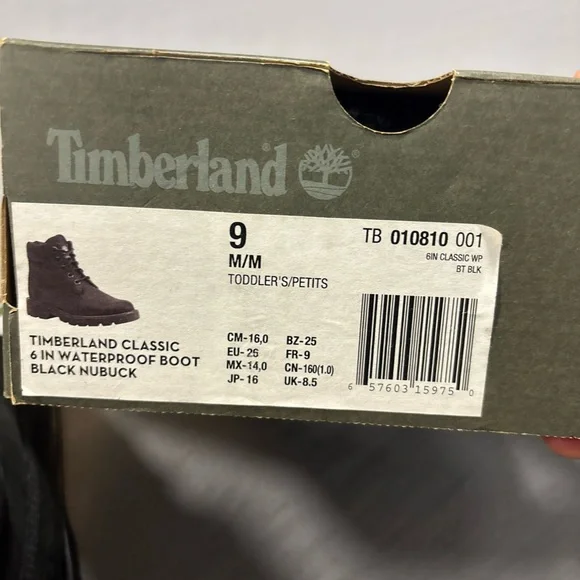 Timberland ®
9
M/M
TODDLER'S/PETITS
TB 010810 001
6IN CLASSIC WP
BT BLK
TIMBERLAND CLASSIC
6 IN WATERPROOF BOOT
BLACK NUBUCK
CM-16,0 BZ-25
EU-26 FR-9
MX-14,0 CN-160(1.0)
JP-16 UK-8.5
6 57603 15975 0